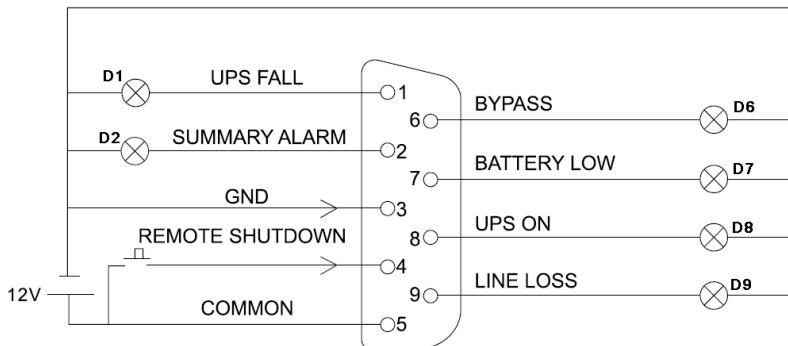 D1 UPS FALL 1
6 BYPASS D6
D2 SUMMARY ALARM 2
7 BATTERY LOW D7
GND 3
8 UPS ON D8
REMOTE SHUTDOWN 4
9 LINE LOSS D9
12V
COMMON 5